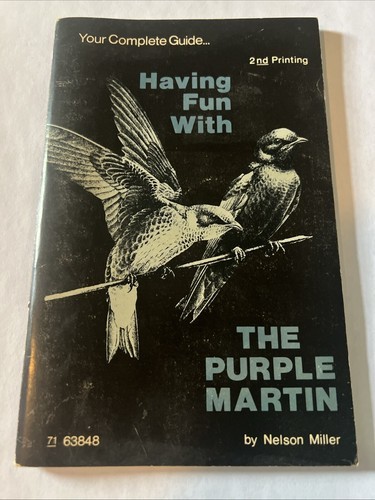 Your Complete Guide...
2nd Printing
Having
Fun
With
THE
PURPLE
MARTIN
71 63848
by Nelson Miller